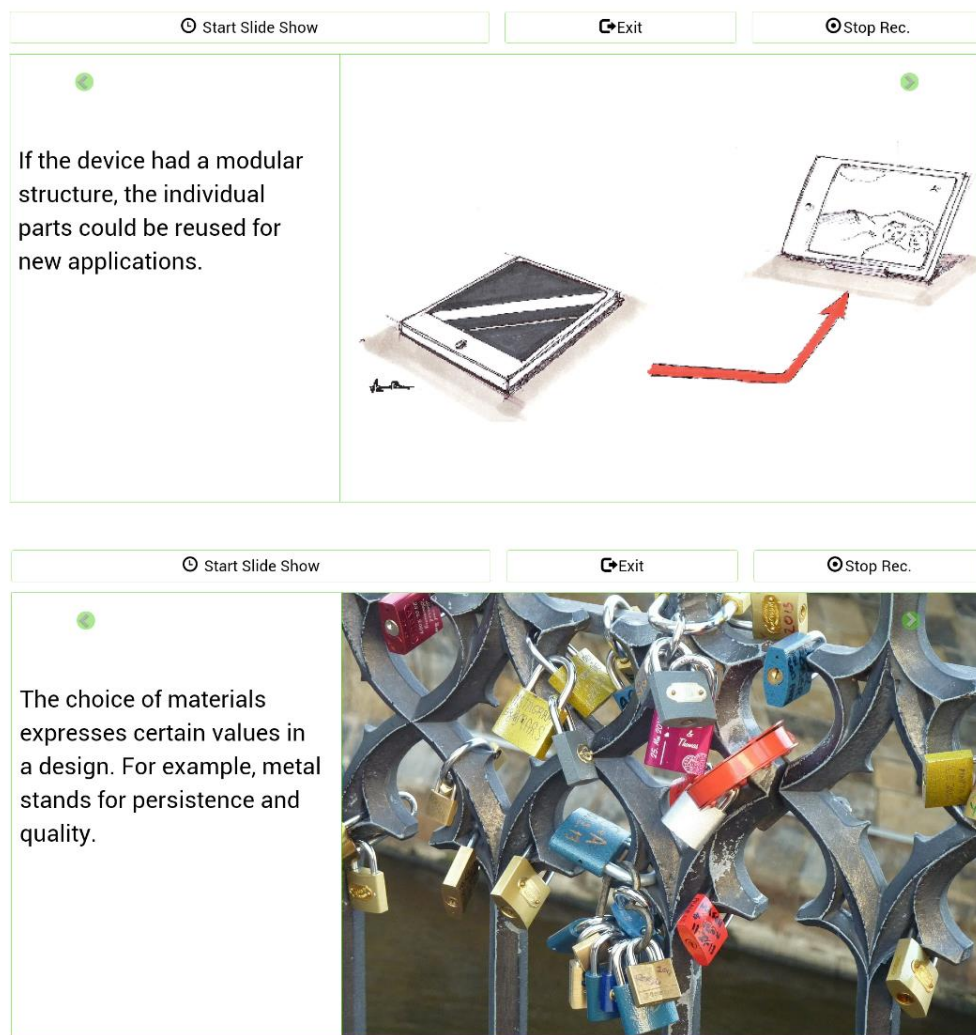 Start Slide Show
Exit
Stop Rec.
If the device had a modular
structure, the individual
parts could be reused for
new applications.
Start Slide Show
Exit
Stop Rec.
The choice of materials
expresses certain values in
a design. For example, metal
stands for persistence and
quality.
2015
&
Thomas